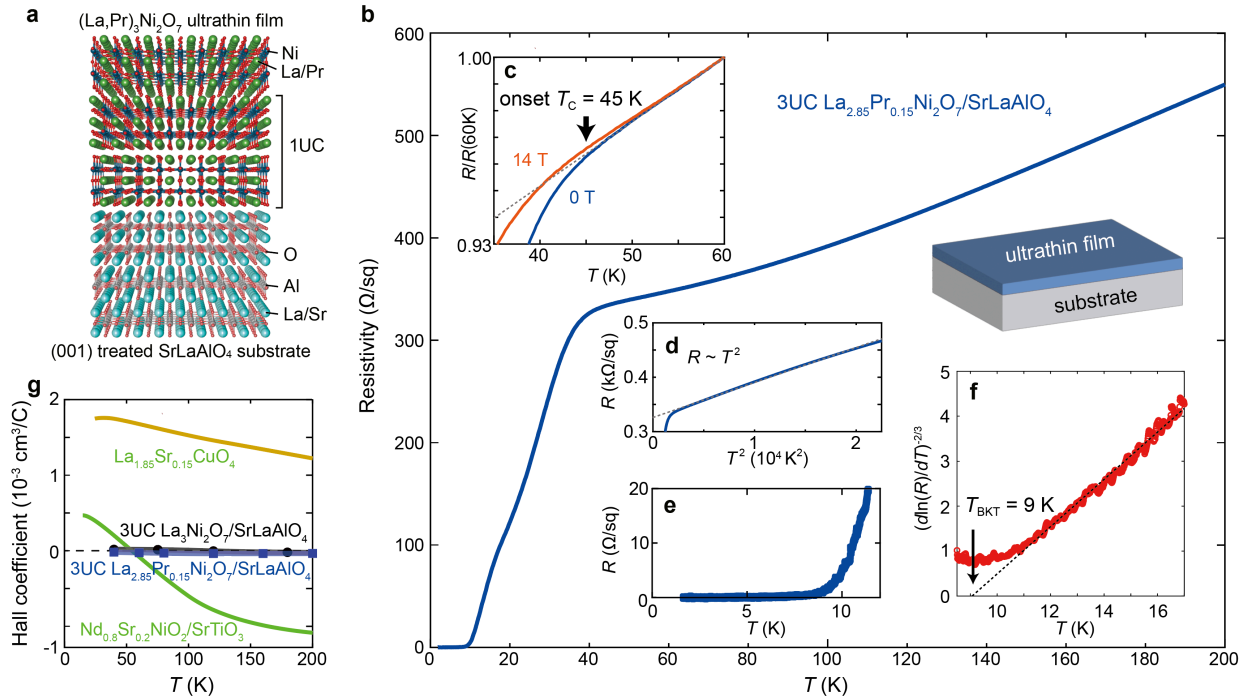 a
(La,Pr)₃Ni₂O₇ ultrathin film
Ni
La/Pr
1UC
O
Al
La/Sr
(001) treated SrLaAlO₄ substrate
b
600
500
400
300
200
100
0
Resistivity (Ω/sq)
0
20
40
60
80
100
120
140
160
180
200
T (K)
3UC La₂.₈₅Pr₀.₁₅Ni₂O₇/SrLaAlO₄
ultrathin film
substrate
c
1.00
0.93
R/R(60K)
onset T_C = 45 K
14 T
0 T
40
50
60
T (K)
d
R ~ T²
0.5
0.4
0.3
R (kΩ/sq)
0
1
2
T² (10⁴ K²)
e
20
10
0
R (Ω/sq)
0
5
10
T (K)
f
5
4
3
2
1
0
(dln(R)/dT)⁻²ᐟ³
T_BKT = 9 K
10
12
14
16
T (K)
g
2
1
0
-1
Hall coefficient (10⁻³ cm³/C)
La₁.₈₅Sr₀.₁₅CuO₄
3UC La₃Ni₂O₇/SrLaAlO₄
3UC La₂.₈₅Pr₀.₁₅Ni₂O₇/SrLaAlO₄
Nd₀.₈Sr₀.₂NiO₂/SrTiO₃
0
50
100
150
200
T (K)